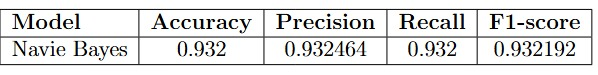 Model Accuracy Precision Recall F1-score
Navie Bayes 0.932 0.932464 0.932 0.932192